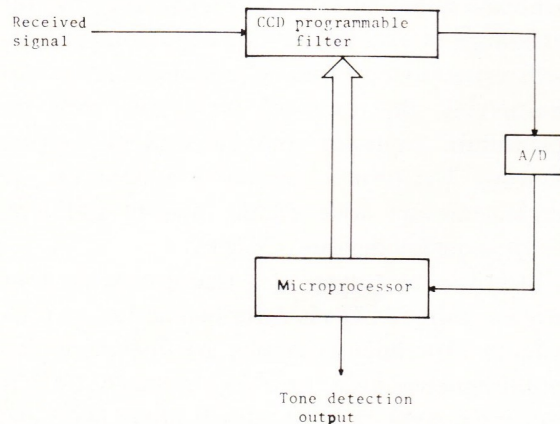 Received
signal
CCD programmable
filter
A/D
Microprocessor
Tone detection
output